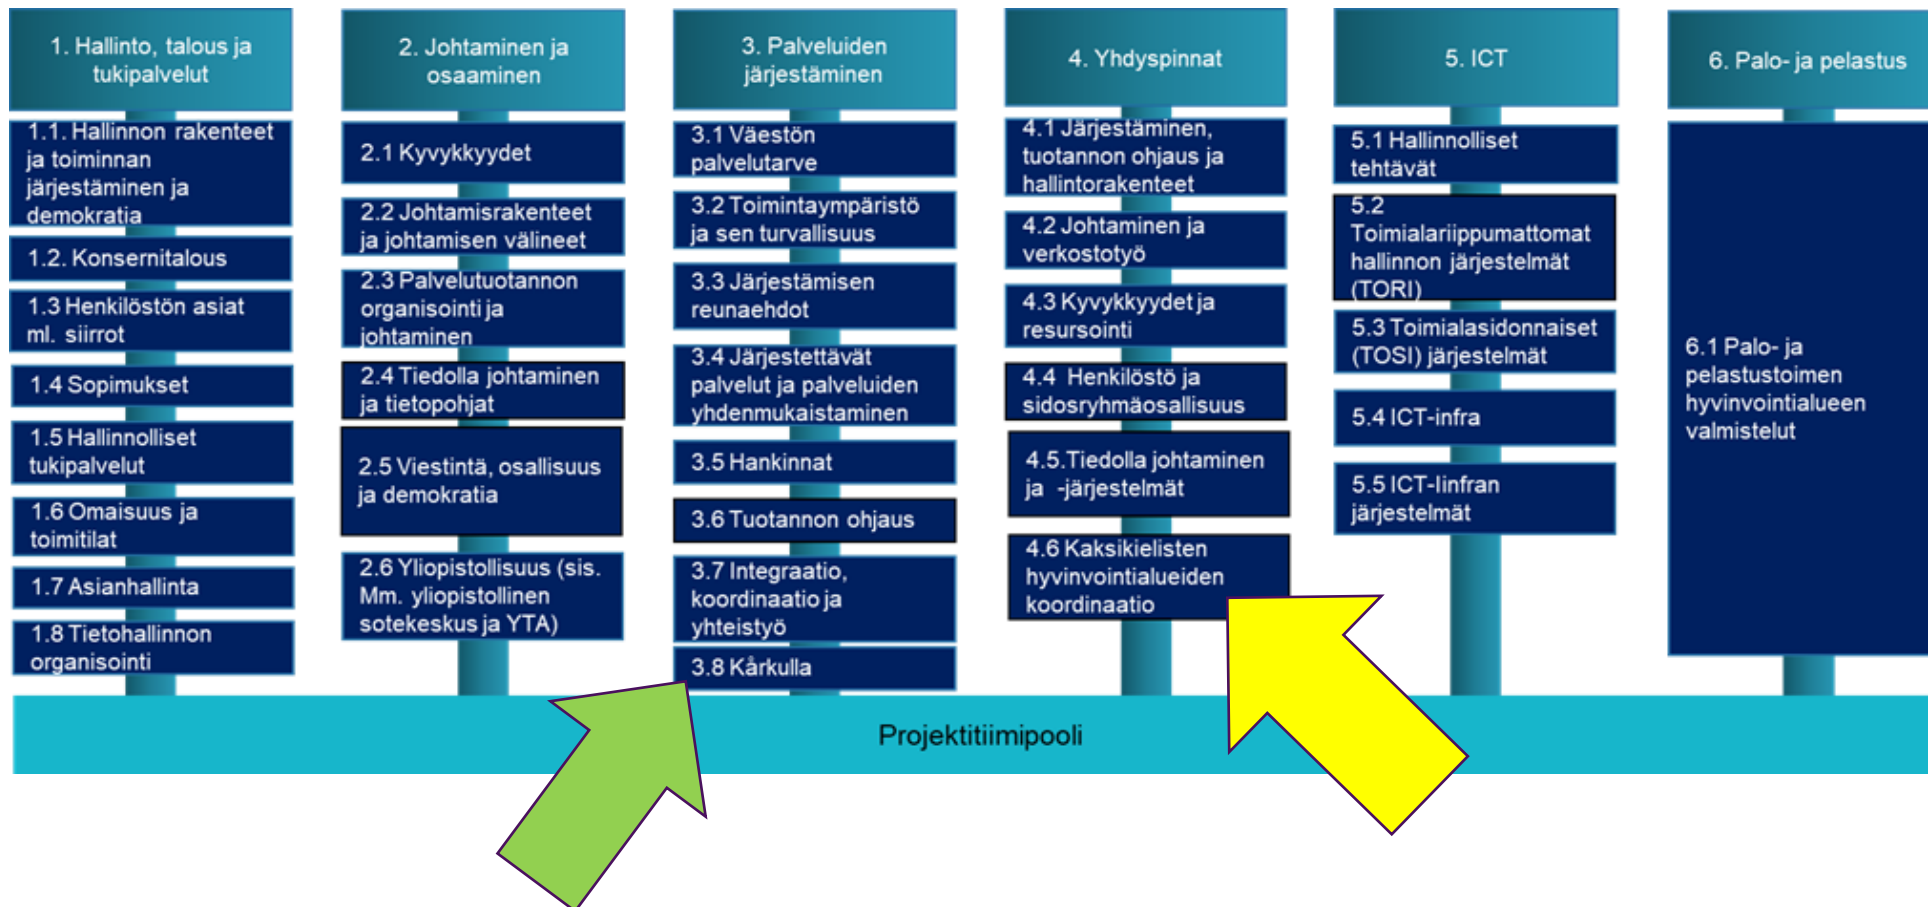 1. Hallinto, talous ja
tukipalvelut
1.1. Hallinnon rakenteet
ja toiminnan
järjestäminen ja
demokratia
1.2. Konsernitalous
1.3 Henkilöstön asiat
ml. siirrot
1.4 Sopimukset
1.5 Hallinnolliset
tukipalvelut
1.6 Omaisuus ja
toimitilat
1.7 Asianhallinta
1.8 Tietohallinnon
organisointi
2. Johtaminen ja
osaaminen
2.1 Kyvykkyydet
2.2 Johtamisrakenteet
ja johtamisen välineet
2.3 Palvelutuotannon
organisointi ja
johtaminen
2.4 Tiedolla johtaminen
ja tietopohjat
2.5 Viestintä, osallisuus
ja demokratia
2.6 Yliopistollisuus (sis.
Mm. yliopistollinen
sotekeskus ja YTA)
3. Palveluiden
järjestäminen
3.1 Väestön
palvelutarve
3.2 Toimintaympäristö
ja sen turvallisuus
3.3 Järjestämisen
reunaehdot
3.4 Järjestettävät
palvelut ja palveluiden
yhdenmukaistaminen
3.5 Hankinnat
3.6 Tuotannon ohjaus
3.7 Integraatio,
koordinaatio ja
yhteistyö
3.8 Kårkulla
4. Yhdyspinnat
4.1 Järjestäminen,
tuotannon ohjaus ja
hallintorakenteet
4.2 Johtaminen ja
verkostotyö
4.3 Kyvykkyydet ja
resursointi
4.4 Henkilöstö ja
sidosryhmäosallisuus
4.5.Tiedolla johtaminen
ja -järjestelmät
4.6 Kaksikielisten
hyvinvointialueiden
koordinaatio
5. ICT
5.1 Hallinnolliset
tehtävät
5.2
Toimialariippumattomat
hallinnon järjestelmät
(TORI)
5.3 Toimialasidonnaiset
(TOSI) järjestelmät
5.4 ICT-infra
5.5 ICT-Iinfran
järjestelmät
6. Palo- ja pelastus
6.1 Palo- ja
pelastustoimen
hyvinvointialueen
valmistelut
Projektitiimipooli